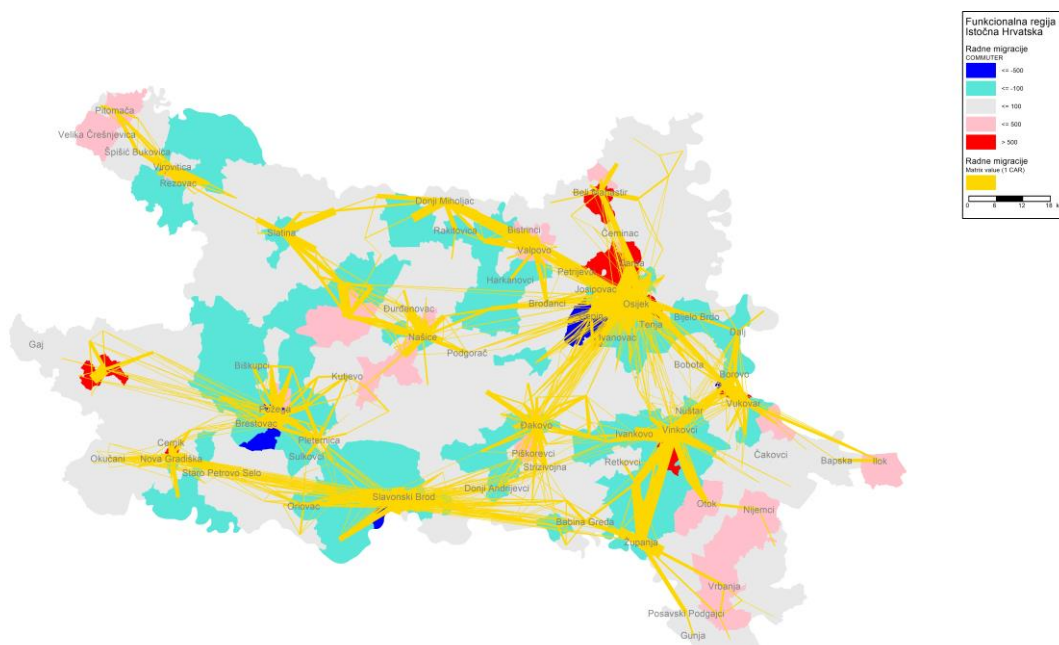 Funkcionalna regija
Istočna Hrvatska
Radne migracije
COMMUTER
<= -500
<= -100
<= 100
<= 500
> 500
Radne migracije
Matrix value (1 CAR)
0 6 12 18 k
Pitomača
Velika Črešnjevica
Špišić Bukovica
Virovitica
Rezovac
Beli Manastir
Donji Miholjac
Slatina
Rakitovica
Bistrinci
Čeminac
Valpovo
Petrijevci
Harkanovci
Josipovac
Đurđenovac
Brođanci
Osijek
Čepin
Tenja
Bijelo Brdo
Našice
Ivanovac
Dalj
Gaj
Podgorač
Biškupci
Kutjevo
Bobota
Borovo
Požega
Vukovar
Nuštar
Brestovac
Đakovo
Ivankovo
Vinkovci
Cernik
Pleternica
Okučani
Nova Gradiška
Sulkovci
Piškorevci
Čakovci
Bapska
Ilok
Staro Petrovo Selo
Strizivojna
Retkovci
Donji Andrijevci
Slavonski Brod
Oriovac
Otok
Nijemci
Babina Greda
Županja
Vrbanja
Posavski Podgajci
Gunja